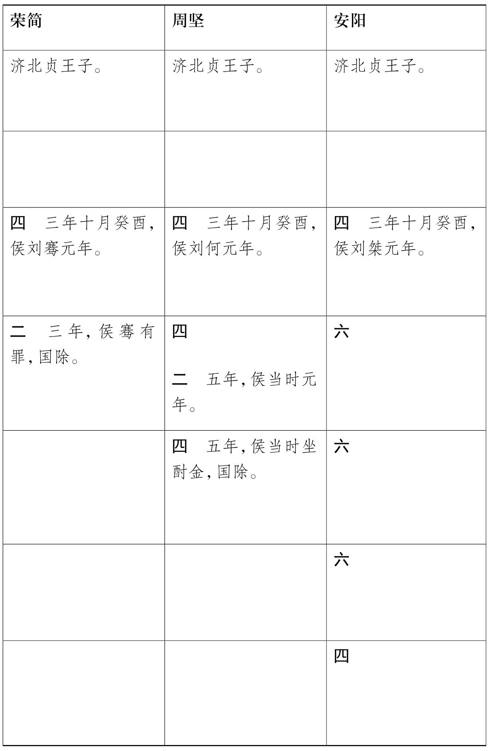 荣简 周坚 安阳
济北贞王子。 济北贞王子。 济北贞王子。
四 三年十月癸酉, 四 三年十月癸酉, 四 三年十月癸酉,
侯刘骞元年。 侯刘何元年。 侯刘桀元年。
二 三年,侯骞有 四 六
罪,国除。
二 五年,侯当时元
年。
四 五年,侯当时坐 六
酎金,国除。
六
四